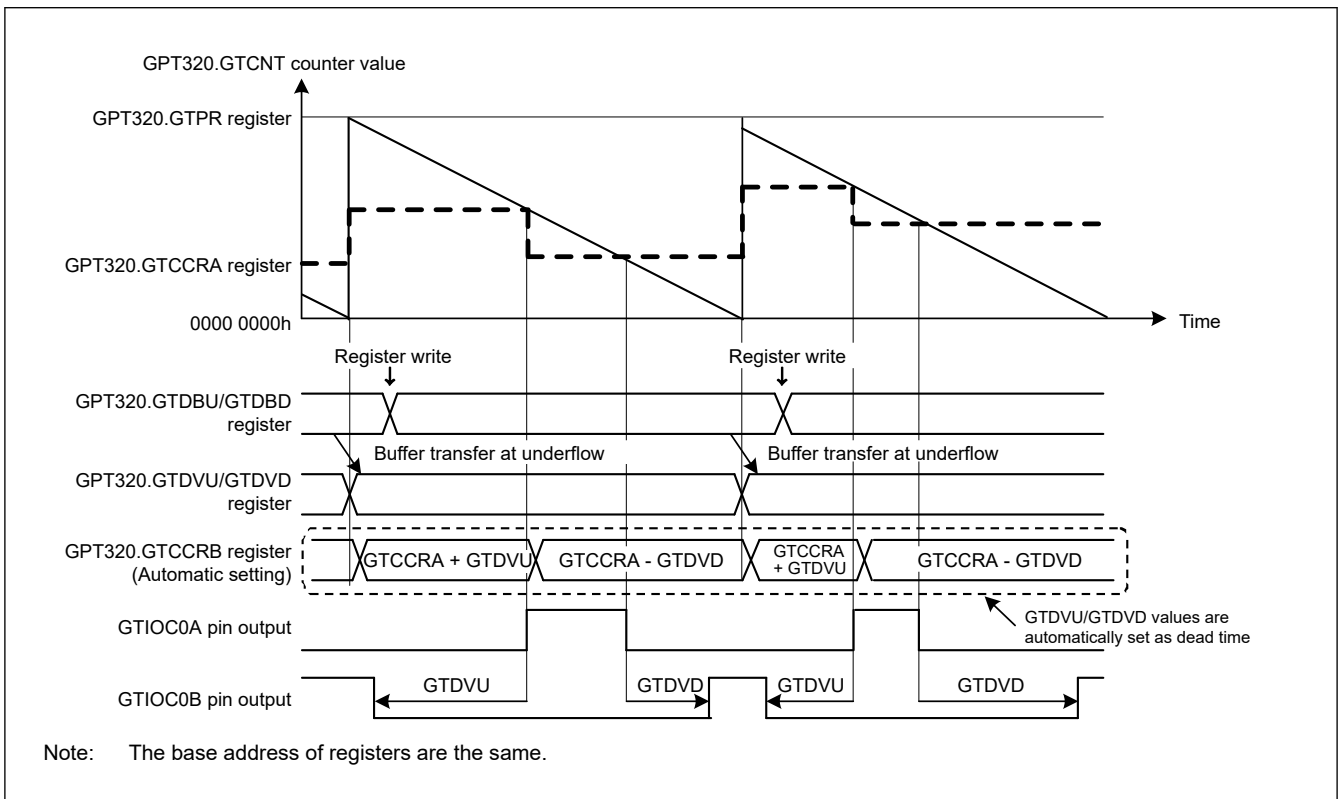 GPT320.GTCNT counter value
GPT320.GTPR register
GPT320.GTCCRA register
0000 0000h
Time
Register write
Register write
GPT320.GTDBU/GTDBD
register
Buffer transfer at underflow
Buffer transfer at underflow
GPT320.GTDVU/GTDVD
register
GPT320.GTCCRB register
(Automatic setting)
GTCCRA + GTDVU
GTCCRA - GTDVD
GTCCRA
+ GTDVU
GTCCRA - GTDVD
GTDVU/GTDVD values are
automatically set as dead time
GTIOC0A pin output
GTIOC0B pin output
GTDVU
GTDVD
GTDVU
GTDVD
Note: The base address of registers are the same.